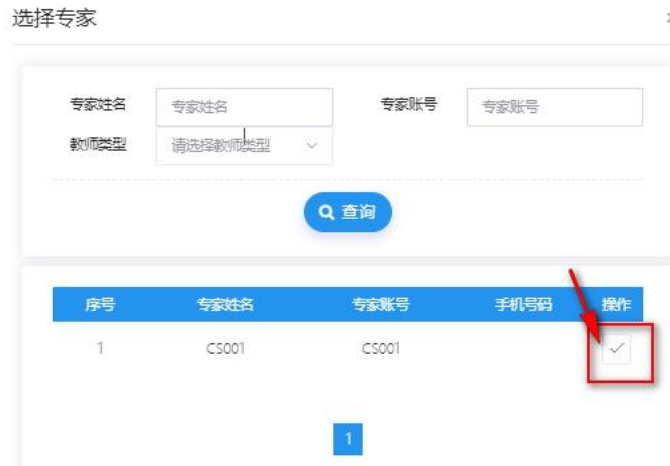 选择专家
专家姓名 专家姓名 专家账号 专家账号
教师类型 请选择教师类型
查询
序号 专家姓名 专家账号 手机号码 操作
1 CS001 CS001
1